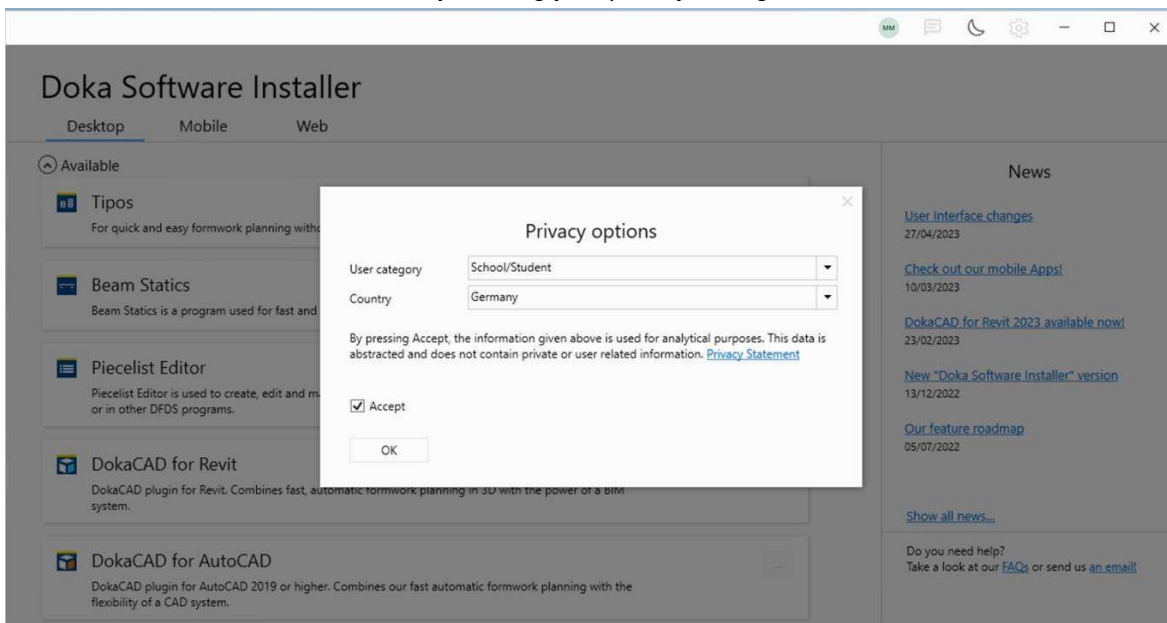 MM
Doka Software Installer
Desktop Mobile Web
Available
Tipos
For quick and easy formwork planning
Beam Statics
Beam Statics is a program used for fast and
Piecelist Editor
Piecelist Editor is used to create, edit and
or in other DFDS programs.
DokaCAD for Revit
DokaCAD plugin for Revit. Combines fast, automatic formwork planning in 3D with the power of a BIM
system.
DokaCAD for AutoCAD
DokaCAD plugin for AutoCAD 2019 or higher. Combines our fast automatic formwork planning with the
flexibility of a CAD system.
...
Privacy options
User category School/Student
Country Germany
By pressing Accept, the information given above is used for analytical purposes. This data is
abstracted and does not contain private or user related information. Privacy Statement
Accept
OK
News
User Interface changes
27/04/2023
Check out our mobile Apps!
10/03/2023
DokaCAD for Revit 2023 available now!
23/02/2023
New "Doka Software Installer" version
13/12/2022
Our feature roadmap
05/07/2022
Show all news...
Do you need help?
Take a look at our FAQs or send us an email!